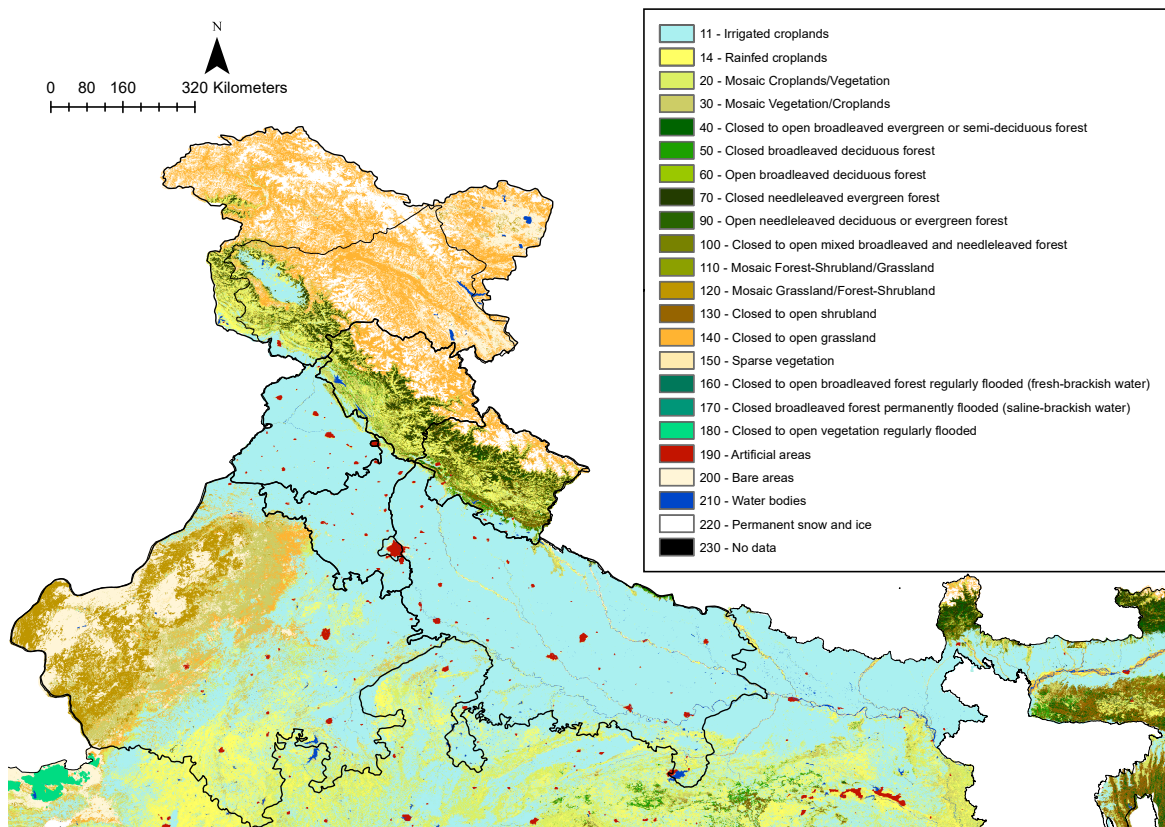 N
0 80 160 320 Kilometers
11 - Irrigated croplands
14 - Rainfed croplands
20 - Mosaic Croplands/Vegetation
30 - Mosaic Vegetation/Croplands
40 - Closed to open broadleaved evergreen or semi-deciduous forest
50 - Closed broadleaved deciduous forest
60 - Open broadleaved deciduous forest
70 - Closed needleleaved evergreen forest
90 - Open needleleaved deciduous or evergreen forest
100 - Closed to open mixed broadleaved and needleleaved forest
110 - Mosaic Forest-Shrubland/Grassland
120 - Mosaic Grassland/Forest-Shrubland
130 - Closed to open shrubland
140 - Closed to open grassland
150 - Sparse vegetation
160 - Closed to open broadleaved forest regularly flooded (fresh-brackish water)
170 - Closed broadleaved forest permanently flooded (saline-brackish water)
180 - Closed to open vegetation regularly flooded
190 - Artificial areas
200 - Bare areas
210 - Water bodies
220 - Permanent snow and ice
230 - No data